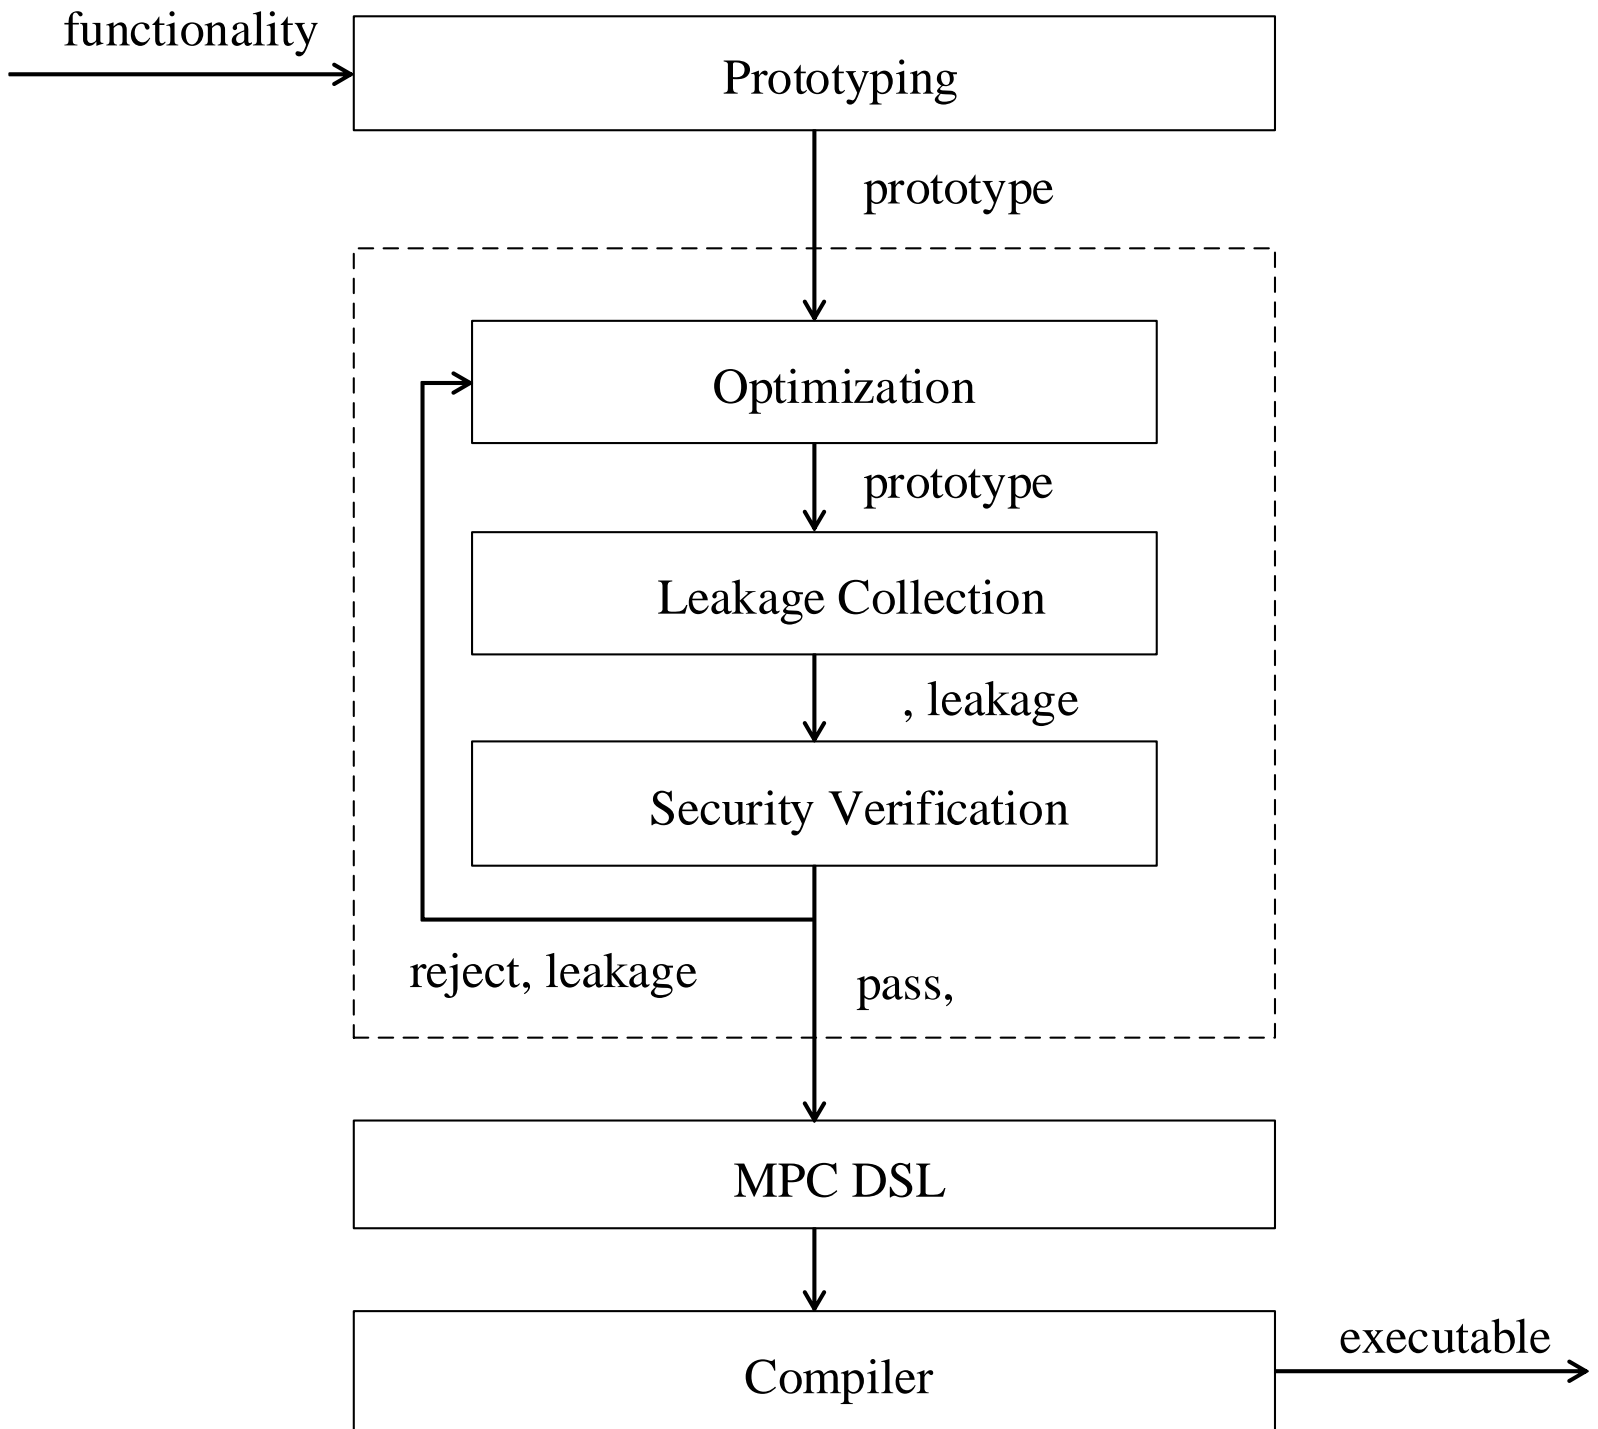 functionality
Prototyping
prototype
Optimization
prototype
Leakage Collection
, leakage
Security Verification
reject, leakage
pass,
MPC DSL
executable
Compiler